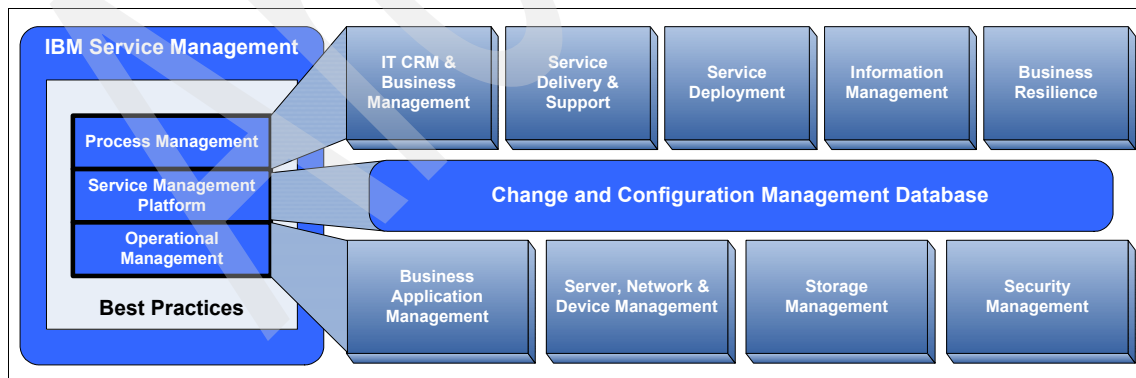 IBM Service Management
Process Management
Service Management
Platform
Operational
Management
Best Practices
IT CRM &
Business
Management
Service
Delivery &
Support
Service
Deployment
Information
Management
Business
Resilience
Change and Configuration Management Database
Business
Application
Management
Server, Network &
Device Management
Storage
Management
Security
Management